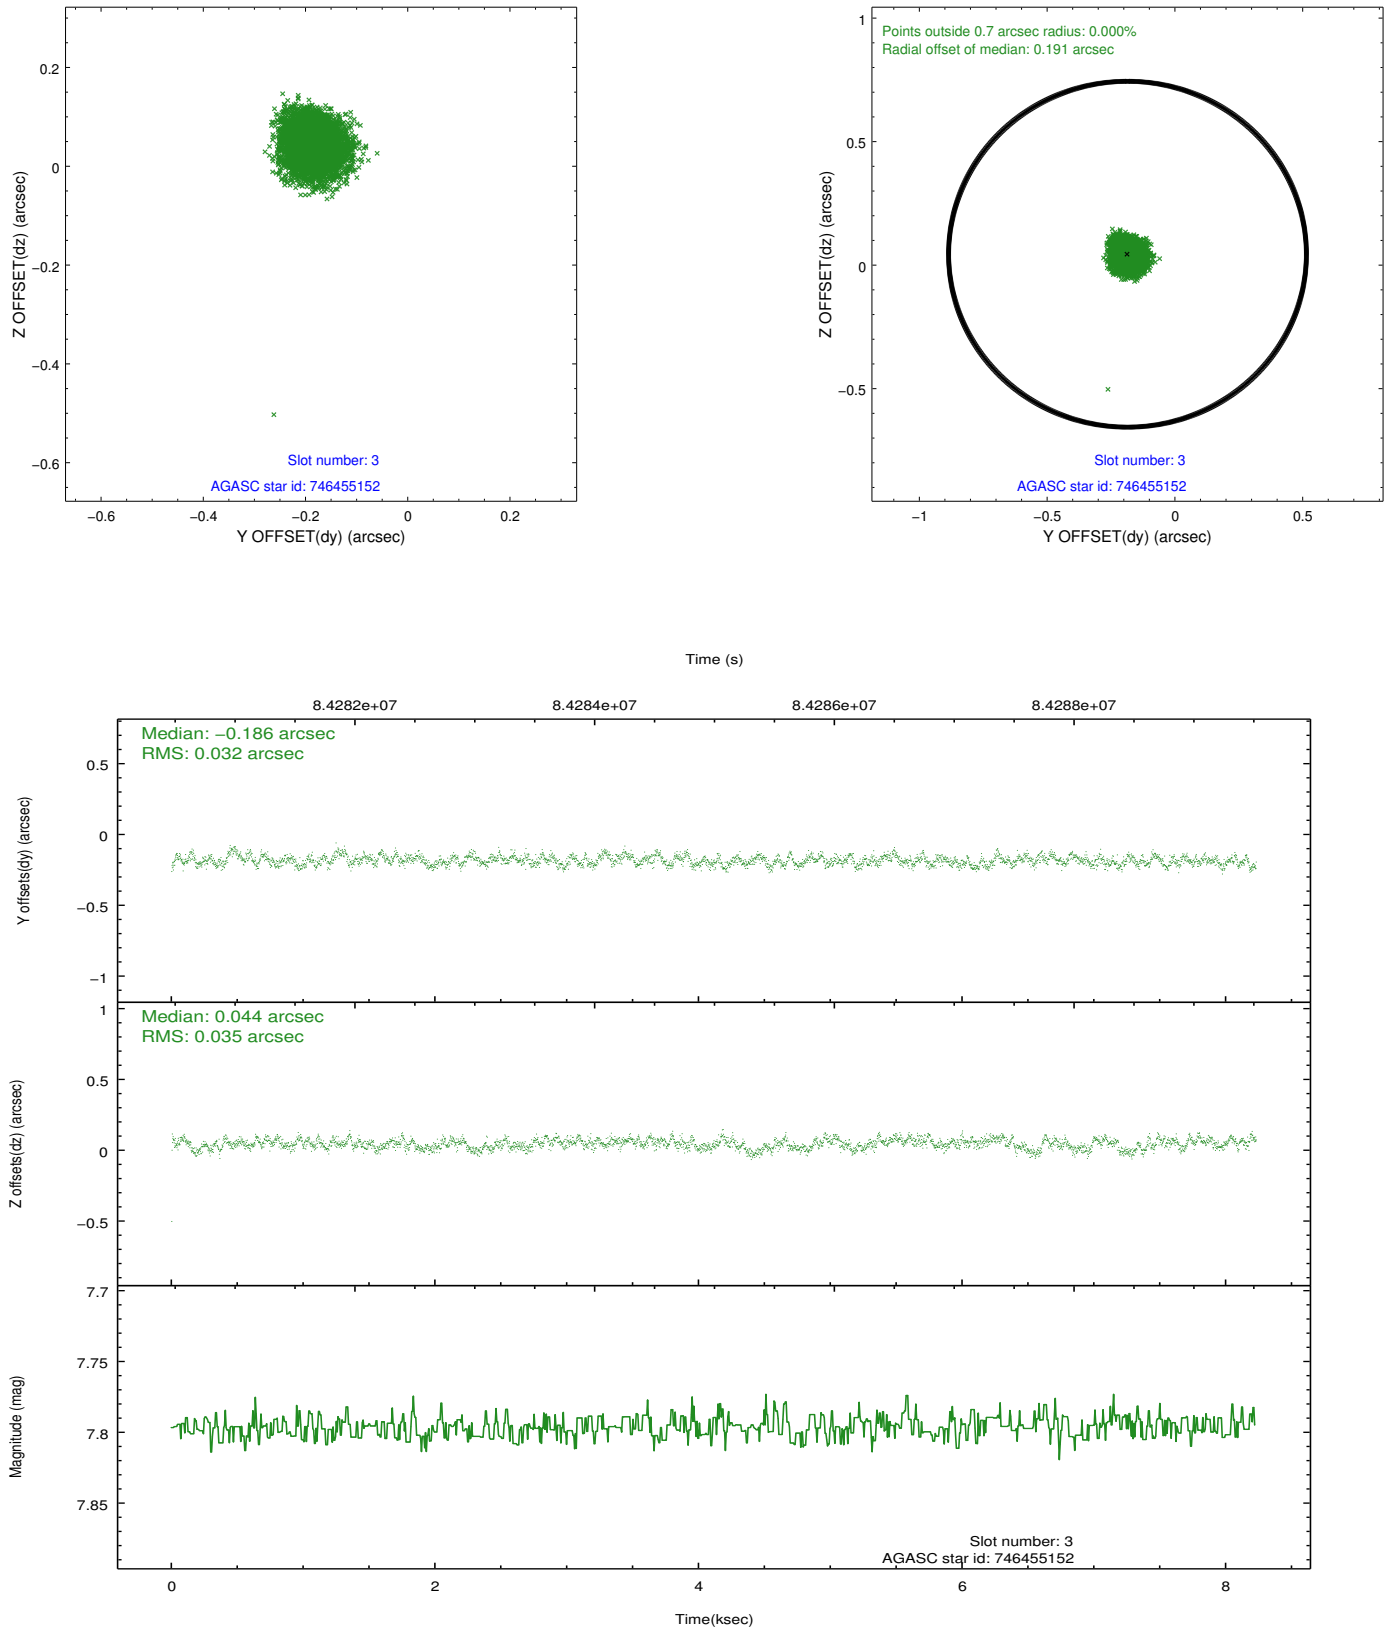 0.2
0
−0.2
−0.4
−0.6
Z OFFSET(dz) (arcsec)
Slot number: 3
AGASC star id: 746455152
−0.6
−0.4
−0.2
0
0.2
Y OFFSET(dy) (arcsec)
Points outside 0.7 arcsec radius: 0.000%
Radial offset of median: 0.191 arcsec
1
0.5
0
−0.5
Z OFFSET(dz) (arcsec)
Slot number: 3
AGASC star id: 746455152
−1
−0.5
0
0.5
Y OFFSET(dy) (arcsec)
Time (s)
8.4282e+07
8.4284e+07
8.4286e+07
8.4288e+07
Median: −0.186 arcsec
RMS: 0.032 arcsec
0.5
0
−0.5
−1
Y offsets(dy) (arcsec)
Median: 0.044 arcsec
RMS: 0.035 arcsec
1
0.5
0
−0.5
Z offsets(dz) (arcsec)
7.7
7.75
7.8
7.85
Magnitude (mag)
Slot number: 3
AGASC star id: 746455152
0
2
4
6
8
Time(ksec)